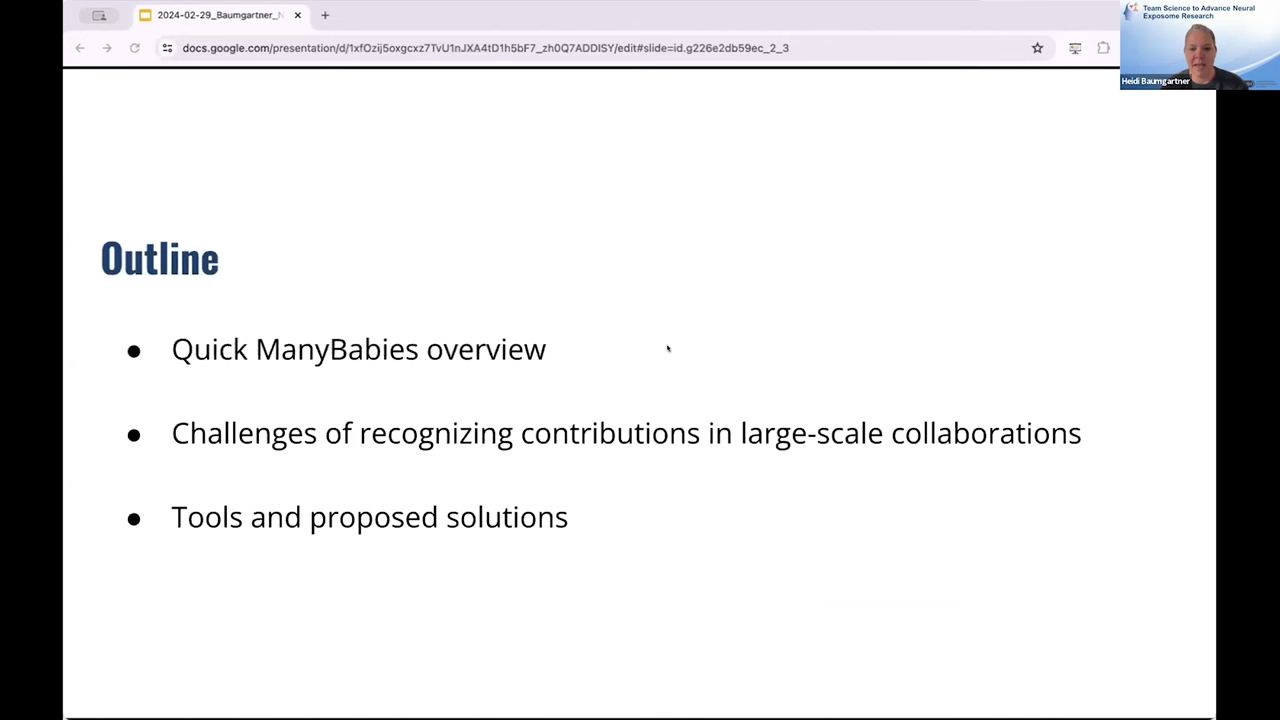 2024-02-29_Baumgartner_N
docs.google.com/presentation/d/1xfOzij5oxgcxz7TvU1nJXA4tD1h5bF7_zh0Q7ADDISY/edit#slide=id.g226e2db59ec_2_3
Team Science to Advance Neural
Exposome Research
Heidi Baumgartner
Outline
● Quick ManyBabies overview
● Challenges of recognizing contributions in large-scale collaborations
● Tools and proposed solutions